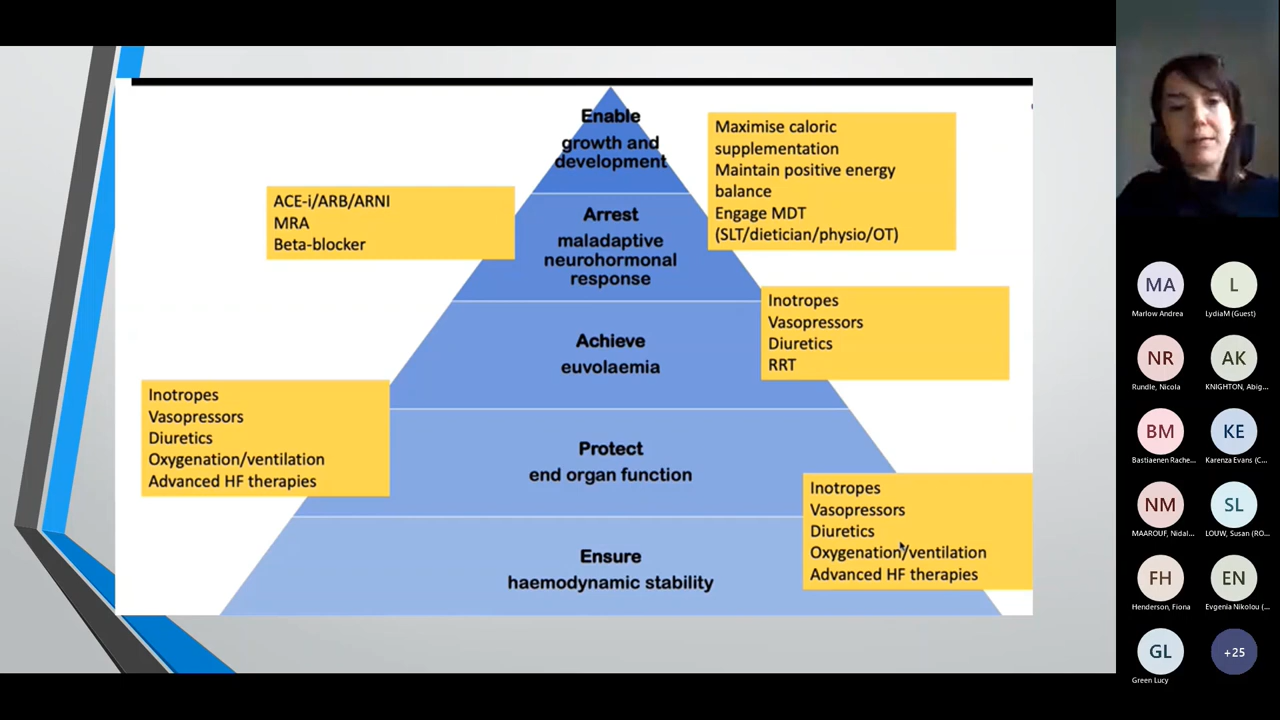 Enable
growth and
development
Maximise caloric
supplementation
Maintain positive energy
balance
Engage MDT
(SLT/dietician/physio/OT)
ACE-i/ARB/ARNI
MRA
Beta-blocker
Arrest
maladaptive
neurohormonal
response
Inotropes
Vasopressors
Diuretics
RRT
Achieve
euvolaemia
Inotropes
Vasopressors
Diuretics
Oxygenation/ventilation
Advanced HF therapies
Protect
end organ function
Inotropes
Vasopressors
Diuretics
Oxygenation/ventilation
Advanced HF therapies
Ensure
haemodynamic stability
MA
Marlow Andrea
L
LydiaM (Guest)
NR
Rundle, Nicola
AK
KNIGHTON, Abig...
BM
Bastiaenen Rache...
KE
Karenza Evans (C...
NM
MAAROUF, Nidal...
SL
LOUW, Susan (RO...
FH
Henderson, Fiona
EN
Evgenia Nikolou (...
GL
Green Lucy
+25